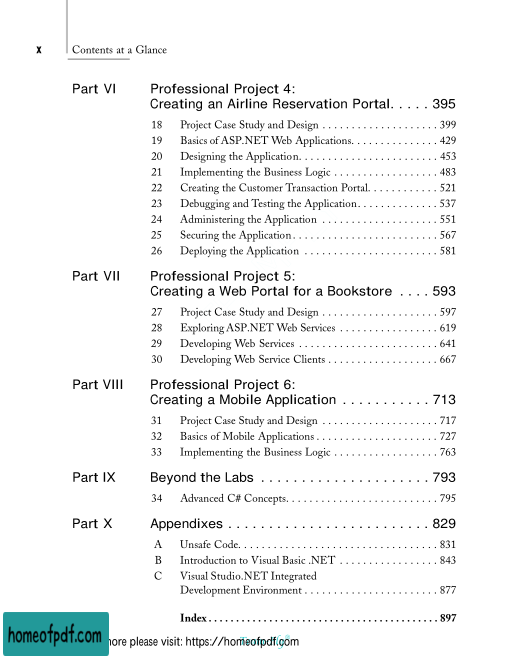 x Contents at a Glance
Part VI Professional Project 4:
Creating an Airline Reservation Portal. . . . . 395
18 Project Case Study and Design . . . . . . . . . . . . . . . . . . . . 399
19 Basics of ASP.NET Web Applications. . . . . . . . . . . . . . . 429
20 Designing the Application. . . . . . . . . . . . . . . . . . . . . . . . 453
21 Implementing the Business Logic . . . . . . . . . . . . . . . . . . 483
22 Creating the Customer Transaction Portal. . . . . . . . . . . . 521
23 Debugging and Testing the Application. . . . . . . . . . . . . . 537
24 Administering the Application . . . . . . . . . . . . . . . . . . . . 551
25 Securing the Application . . . . . . . . . . . . . . . . . . . . . . . . . 567
26 Deploying the Application . . . . . . . . . . . . . . . . . . . . . . . 581
Part VII Professional Project 5:
Creating a Web Portal for a Bookstore . . . . 593
27 Project Case Study and Design . . . . . . . . . . . . . . . . . . . . 597
28 Exploring ASP.NET Web Services . . . . . . . . . . . . . . . . . 619
29 Developing Web Services . . . . . . . . . . . . . . . . . . . . . . . . 641
30 Developing Web Service Clients . . . . . . . . . . . . . . . . . . . 667
Part VIII Professional Project 6:
Creating a Mobile Application . . . . . . . . . . . 713
31 Project Case Study and Design . . . . . . . . . . . . . . . . . . . . 717
32 Basics of Mobile Applications . . . . . . . . . . . . . . . . . . . . . 727
33 Implementing the Business Logic . . . . . . . . . . . . . . . . . . 763
Part IX Beyond the Labs . . . . . . . . . . . . . . . . . . . . . 793
34 Advanced C# Concepts. . . . . . . . . . . . . . . . . . . . . . . . . . 795
Part X Appendixes . . . . . . . . . . . . . . . . . . . . . . . . . 829
A Unsafe Code. . . . . . . . . . . . . . . . . . . . . . . . . . . . . . . . . . 831
B Introduction to Visual Basic .NET . . . . . . . . . . . . . . . . . 843
C Visual Studio.NET Integrated
Development Environment . . . . . . . . . . . . . . . . . . . . . . . 877
Index . . . . . . . . . . . . . . . . . . . . . . . . . . . . . . . . . . . . . . . 897
homeofpdf.com
more please visit: https://homeofpdf.com